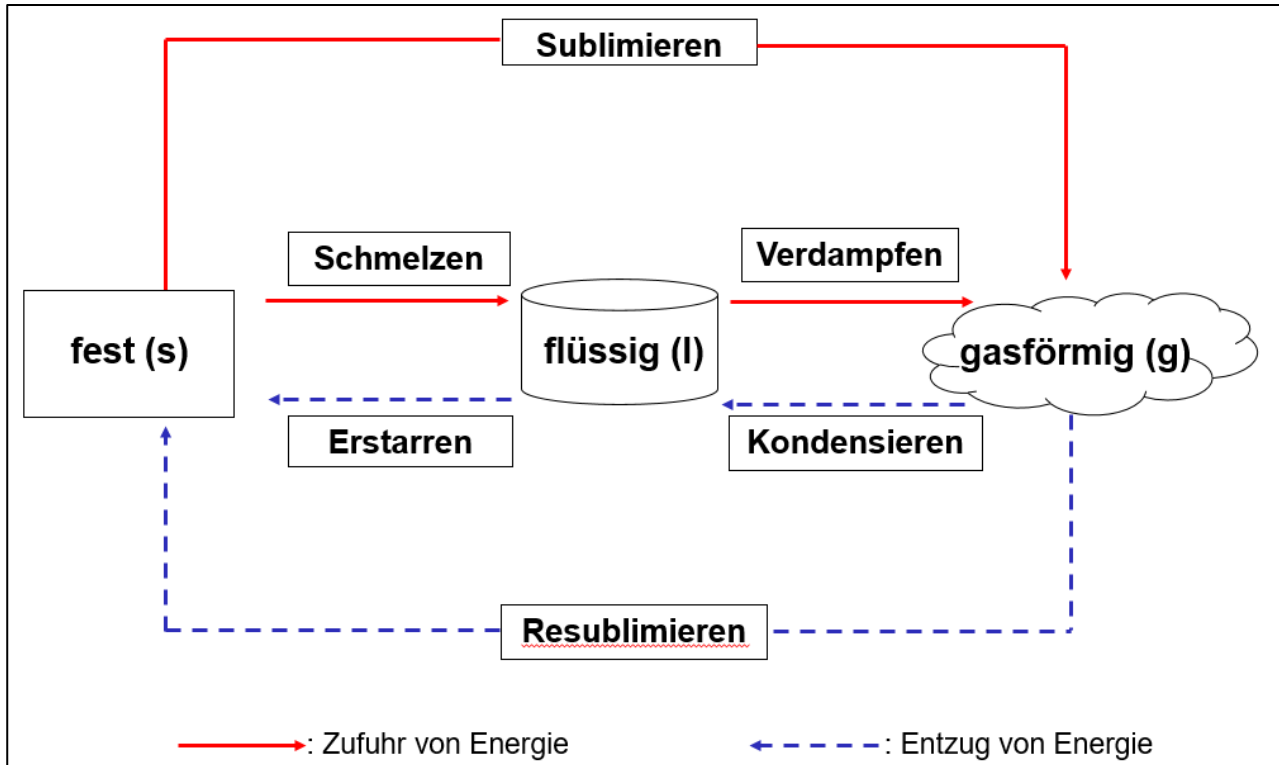 Sublimieren
Schmelzen
Verdampfen
fest (s)
flüssig (l)
gasförmig (g)
Erstarren
Kondensieren
Resublimieren
: Zufuhr von Energie
: Entzug von Energie